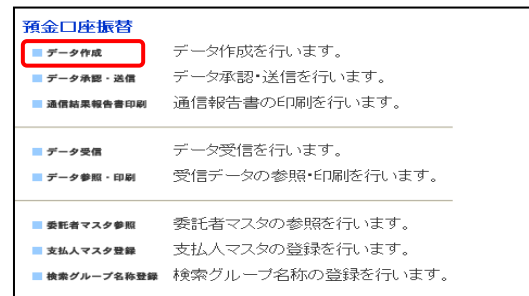 預金口座振替
データ作成 データ作成を行います。
データ承認・送信 データ承認・送信を行います。
通信結果報告書印刷 通信報告書の印刷を行います。
データ受信 データ受信を行います。
データ参照・印刷 受信データの参照・印刷を行います。
委託者マスタ参照 委託者マスタの参照を行います。
支払人マスタ登録 支払人マスタの登録を行います。
検索グループ名称登録 検索グループ名称の登録を行います。